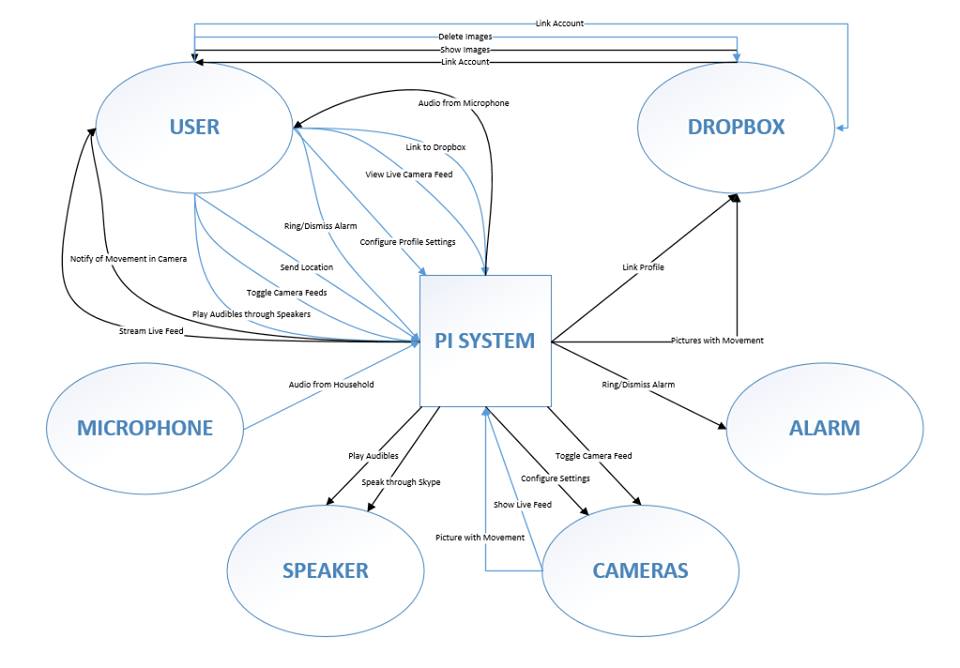 Link Account
Delete Images
Show Images
Link Account
Audio from Microphone
USER
DROPBOX
Link to Dropbox
View Live Camera Feed
Ring/Dismiss Alarm
Configure Profile Settings
Notify of Movement in Camera
Send Location
Link Profile
Toggle Camera Feeds
Play Audibles through Speakers
Stream Live Feed
PI SYSTEM
Pictures with Movement
Audio from Household
Ring/Dismiss Alarm
MICROPHONE
ALARM
Play Audibles
Toggle Camera Feed
Speak through Skype
Configure Settings
Show Live Feed
Picture with Movement
SPEAKER
CAMERAS